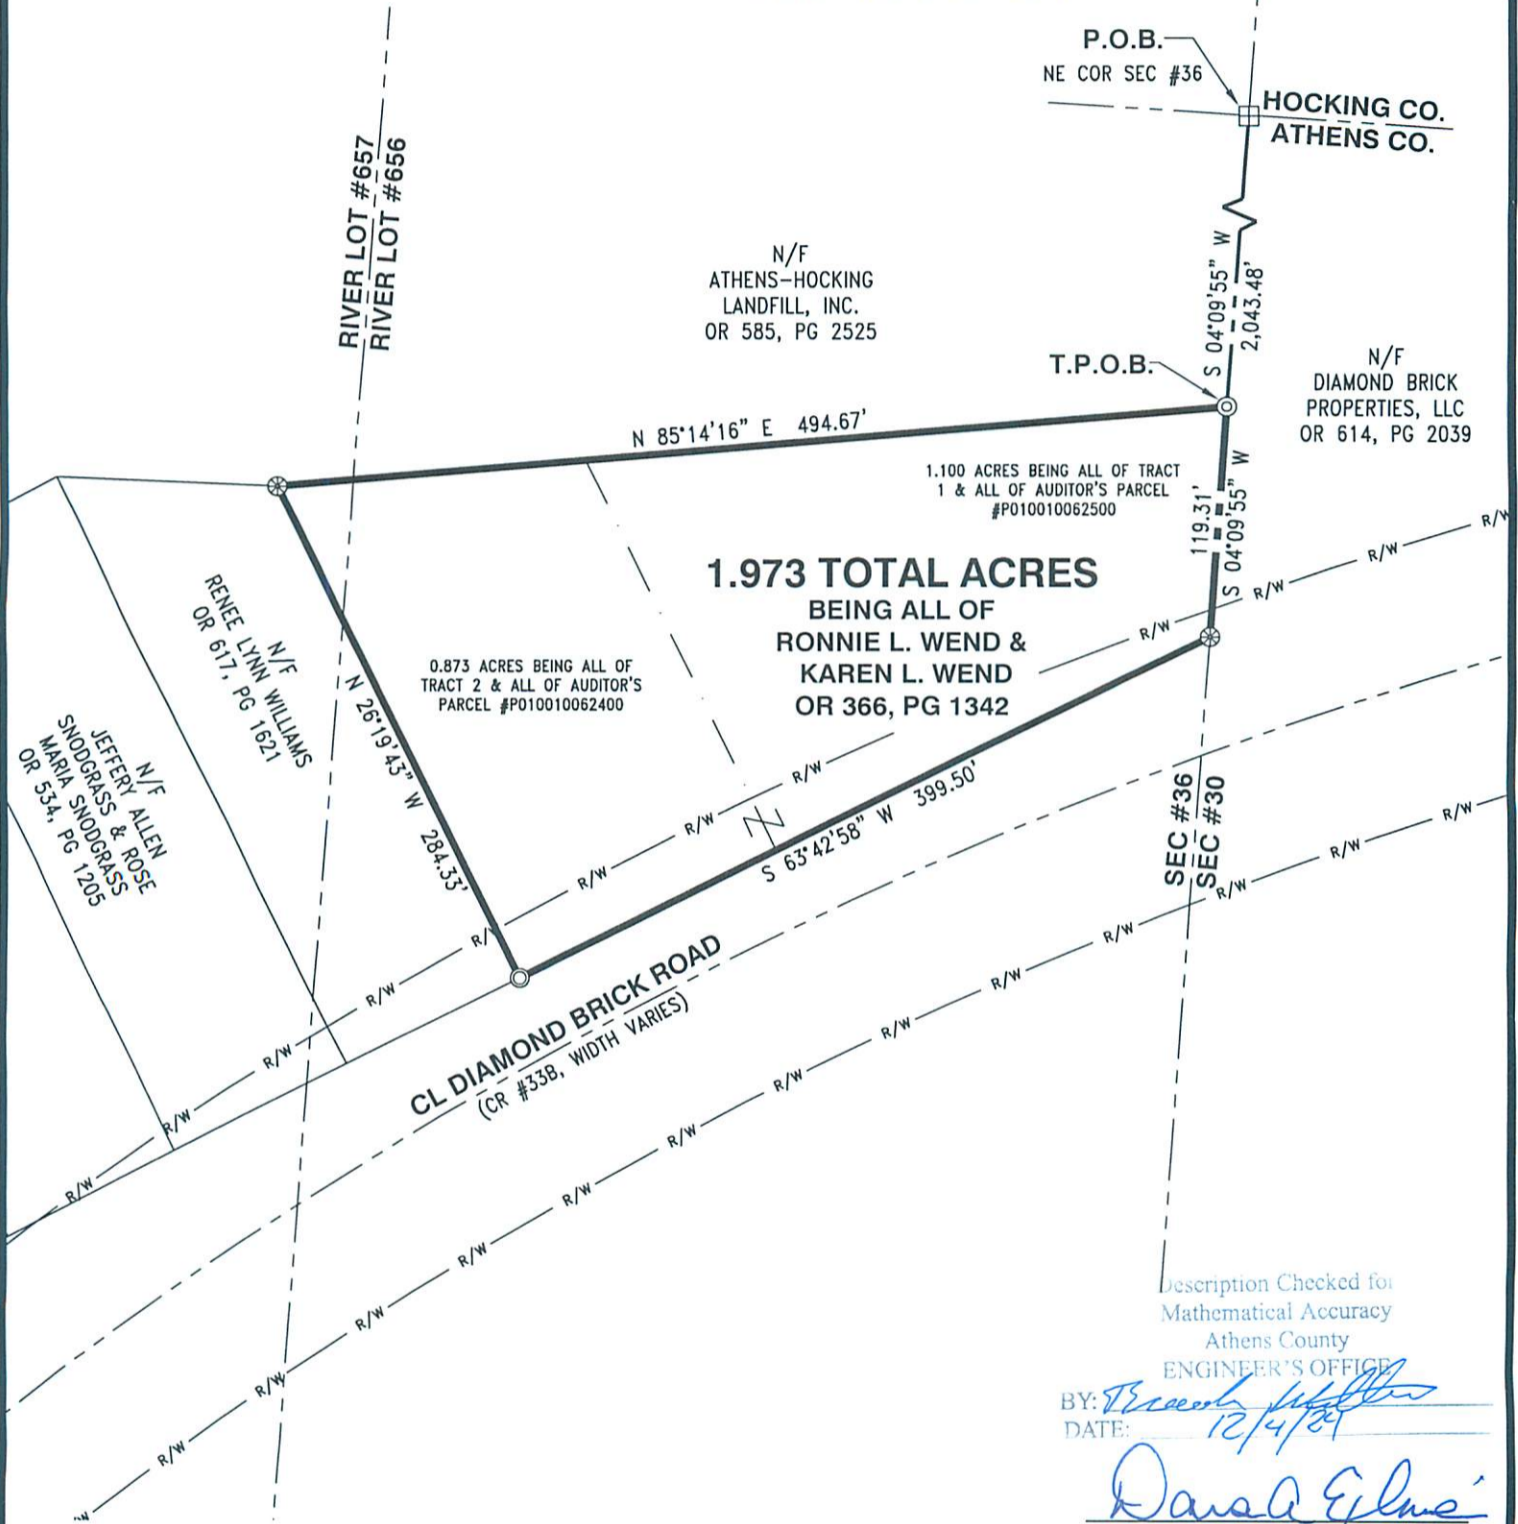 P.O.B.
NE COR SEC #36
HOCKING CO.
ATHENS CO.
RIVER LOT #657
RIVER LOT #656
N/F
ATHENS-HOCKING
LANDFILL, INC.
OR 585, PG 2525
S 04°09'55" W
2,043.48'
T.P.O.B.
N/F
DIAMOND BRICK
PROPERTIES, LLC
OR 614, PG 2039
N 85°14'16" E 494.67'
1.100 ACRES BEING ALL OF TRACT
1 & ALL OF AUDITOR'S PARCEL
#P010010062500
119.31'
S 04°09'55" W
R/W
R/W
R/W
R/W
1.973 TOTAL ACRES
BEING ALL OF
RONNIE L. WEND &
KAREN L. WEND
OR 366, PG 1342
N/F
RENEE LYNN WILLIAMS
OR 617, PG 1621
0.873 ACRES BEING ALL OF
TRACT 2 & ALL OF AUDITOR'S
PARCEL #P010010062400
N 26°19'43" W 284.33'
N/F
JEFFERY ALLEN
SNODGRASS & ROSE
MARIA SNODGRASS
OR 534, PG 1205
R/W
R/W
R/W
R/W
R/W
R/W
R/W
R/W
S 63°42'58" W 399.50'
SEC #36
SEC #30
CL DIAMOND BRICK ROAD
(CR #33B, WIDTH VARIES)
R/W
R/W
R/W
R/W
R/W
R/W
R/W
R/W
R/W
R/W
R/W
R/W
R/W
Description Checked for
Mathematical Accuracy
Athens County
ENGINEER'S OFFICE
BY:
DATE: 12/4/24